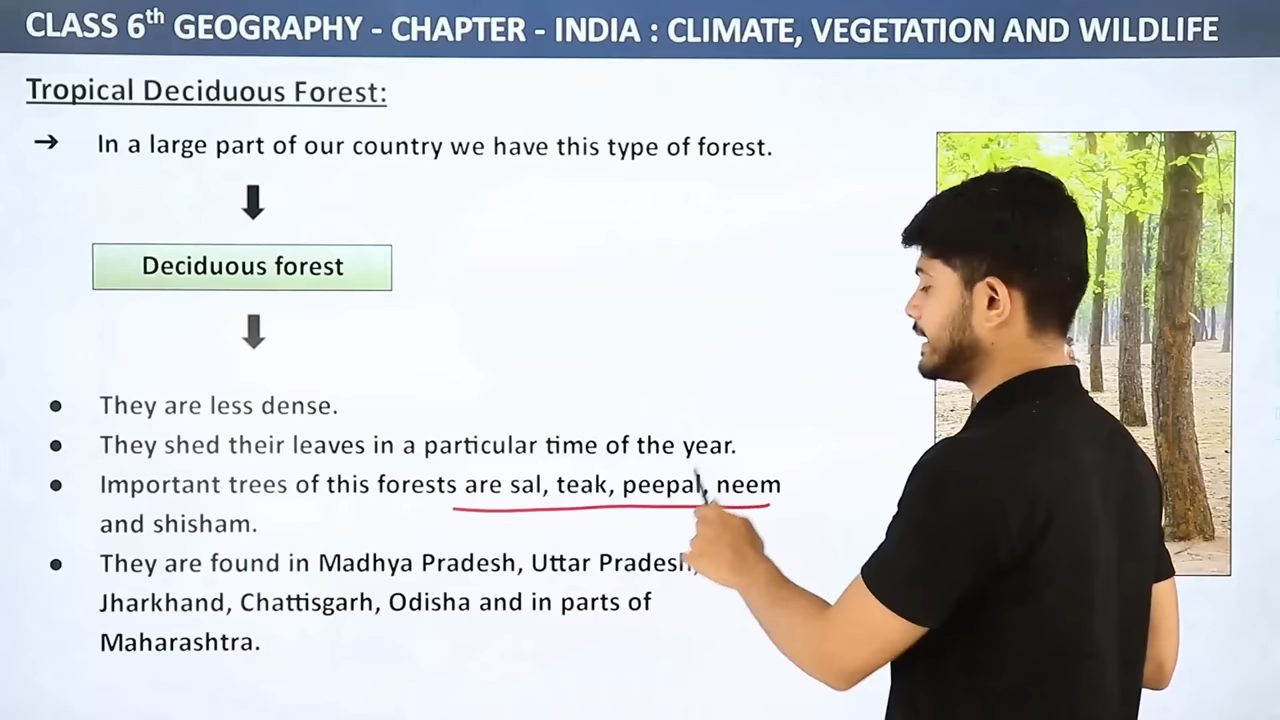 CLASS 6th GEOGRAPHY - CHAPTER - INDIA : CLIMATE, VEGETATION AND WILDLIFE
Tropical Deciduous Forest:
➔ In a large part of our country we have this type of forest.
Deciduous forest
● They are less dense.
● They shed their leaves in a particular time of the year.
● Important trees of this forests are sal, teak, peepal, neem
and shisham.
● They are found in Madhya Pradesh, Uttar Pradesh,
Jharkhand, Chattisgarh, Odisha and in parts of
Maharashtra.